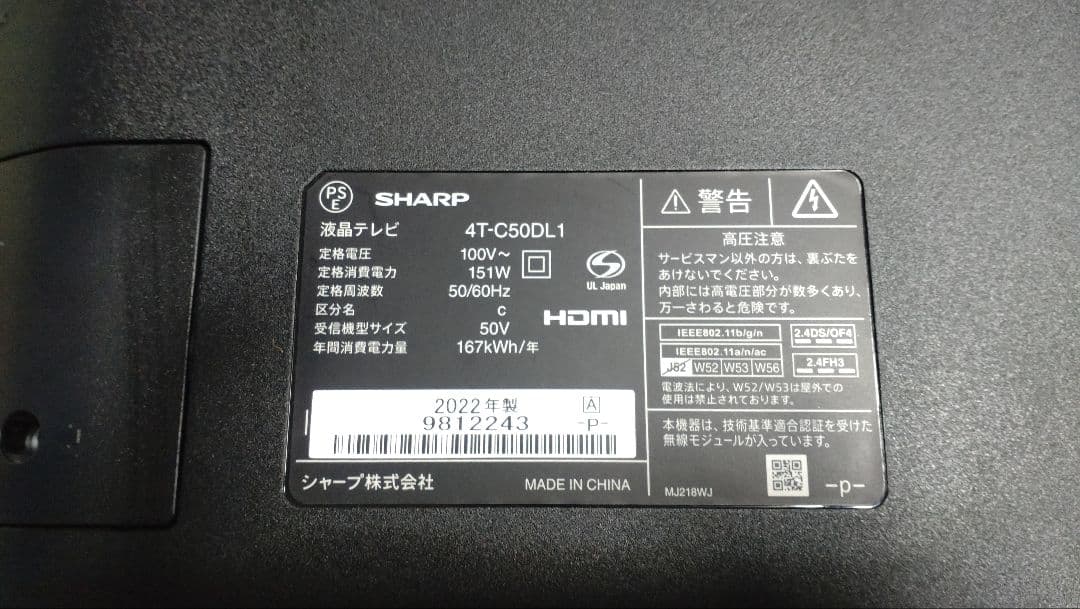 PS
E
SHARP
液晶テレビ 4T-C50DL1
定格電圧 100V～
定格消費電力 151W
定格周波数 50/60Hz
区分名 C
受信機型サイズ 50V
年間消費電力量 167kWh/年
UL Japan
HDMI
2022年製 A
9812243 -P-
シャープ株式会社 MADE IN CHINA
警告
高圧注意
サービスマン以外の方は、裏ぶたを
あけないでください。
内部には高電圧部分が数多くあり、
万一さわると危険です。
IEEE802.11b/g/n 2.4DS/OF4
IEEE802.11a/n/ac
J52 W52 W53 W56 2.4FH3
電波法により、W52/W53は屋外での
使用は禁止されております。
本機器は、技術基準適合認証を受けた
無線モジュールが入っています。
MJ218WJ -p-